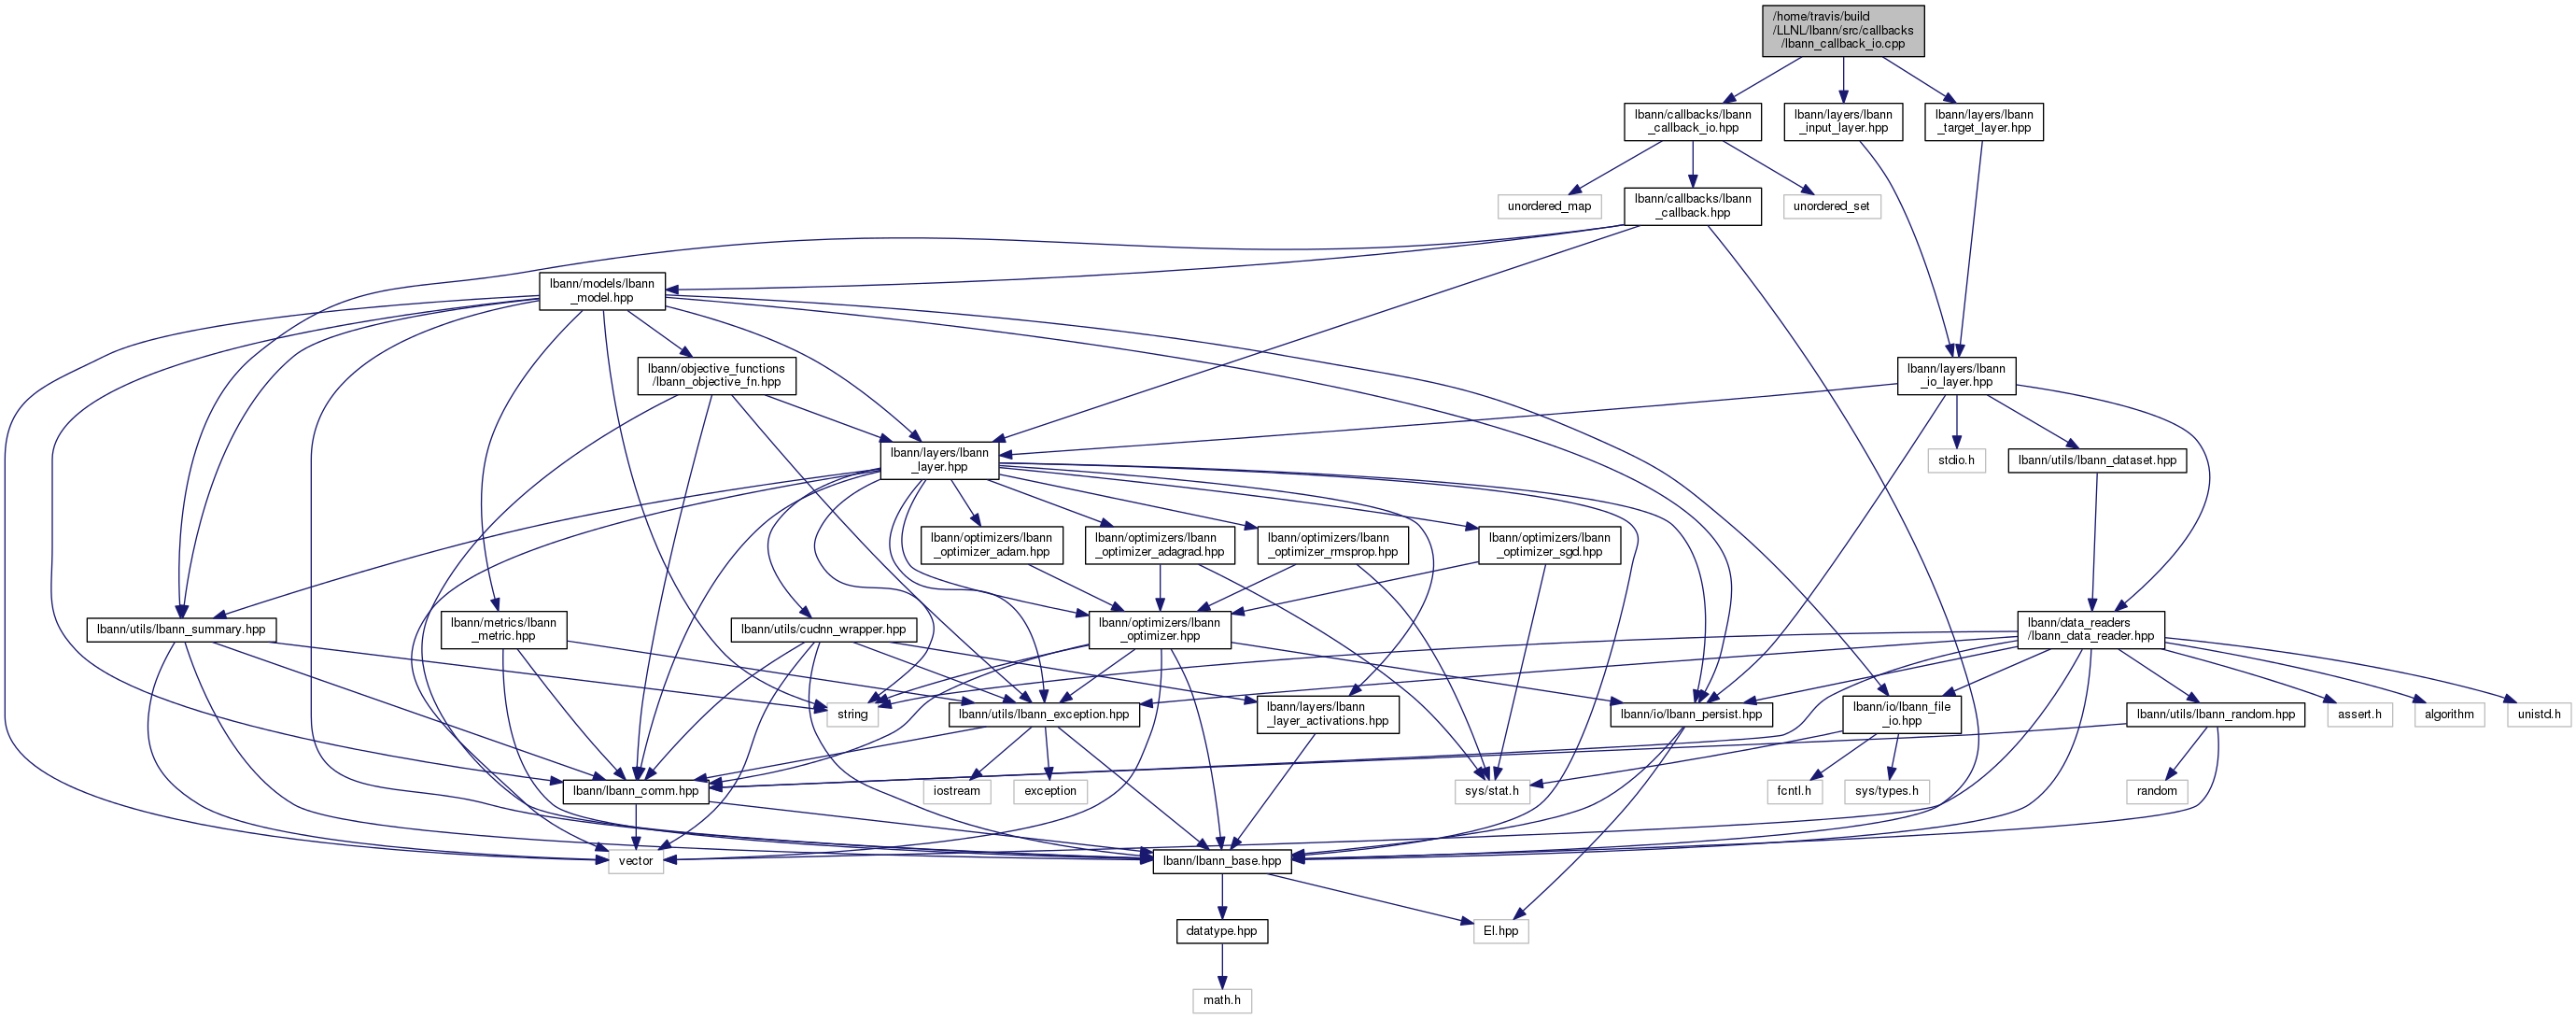 /home/travis/build
/LLNL/lbann/src/callbacks
/lbann_callback_io.cpp
lbann/callbacks/lbann
_callback_io.hpp
lbann/layers/lbann
_input_layer.hpp
lbann/layers/lbann
_target_layer.hpp
unordered_map
lbann/callbacks/lbann
_callback.hpp
unordered_set
lbann/models/lbann
_model.hpp
lbann/objective_functions
/lbann_objective_fn.hpp
lbann/layers/lbann
_io_layer.hpp
lbann/layers/lbann
_layer.hpp
stdio.h
lbann/utils/lbann_dataset.hpp
lbann/optimizers/lbann
_optimizer_adam.hpp
lbann/optimizers/lbann
_optimizer_adagrad.hpp
lbann/optimizers/lbann
_optimizer_rmsprop.hpp
lbann/optimizers/lbann
_optimizer_sgd.hpp
lbann/utils/lbann_summary.hpp
lbann/metrics/lbann
_metric.hpp
lbann/utils/cudnn_wrapper.hpp
lbann/optimizers/lbann
_optimizer.hpp
lbann/data_readers
/lbann_data_reader.hpp
string
lbann/utils/lbann_exception.hpp
lbann/layers/lbann
_layer_activations.hpp
lbann/io/lbann_persist.hpp
lbann/io/lbann_file
_io.hpp
lbann/utils/lbann_random.hpp
assert.h
algorithm
unistd.h
lbann/lbann_comm.hpp
iostream
exception
sys/stat.h
fcntl.h
sys/types.h
random
vector
lbann/lbann_base.hpp
datatype.hpp
El.hpp
math.h